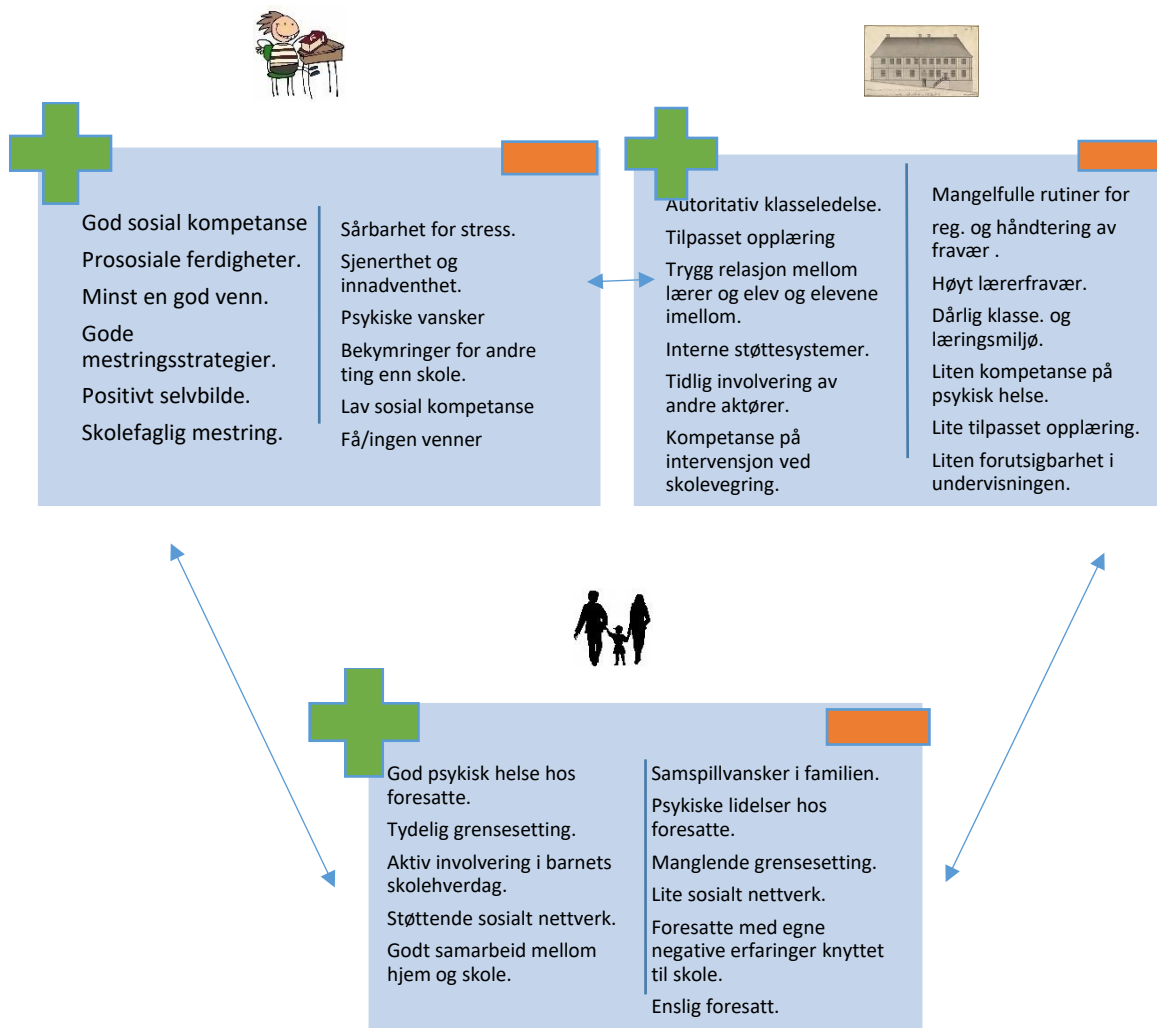 God sosial kompetanse
Prososiale ferdigheter.
Minst en god venn.
Gode
mestringsstrategier.
Positivt selvbilde.
Skolefaglig mestring.
Sårbarhet for stress.
Sjenerthet og
innadventhet.
Psykiske vansker
Bekymringer for andre
ting enn skole.
Lav sosial kompetanse
Få/ingen venner
Autoritativ klasseledelse.
Tilpasset opplæring
Trygg relasjon mellom
lærer og elev og elevene
imellom.
Interne støttesystemer.
Tidlig involvering av
andre aktører.
Kompetanse på
intervensjon ved
skolevegring.
Mangelfulle rutiner for
reg. og håndtering av
fravær .
Høyt lærerfravær.
Dårlig klasse. og
læringsmiljø.
Liten kompetanse på
psykisk helse.
Lite tilpasset opplæring.
Liten forutsigbarhet i
undervisningen.
God psykisk helse hos
foresatte.
Tydelig grensesetting.
Aktiv involvering i barnets
skolehverdag.
Støttende sosialt nettverk.
Godt samarbeid mellom
hjem og skole.
Samspillvansker i familien.
Psykiske lidelser hos
foresatte.
Manglende grensesetting.
Lite sosialt nettverk.
Foresatte med egne
negative erfaringer knyttet
til skole.
Enslig foresatt.